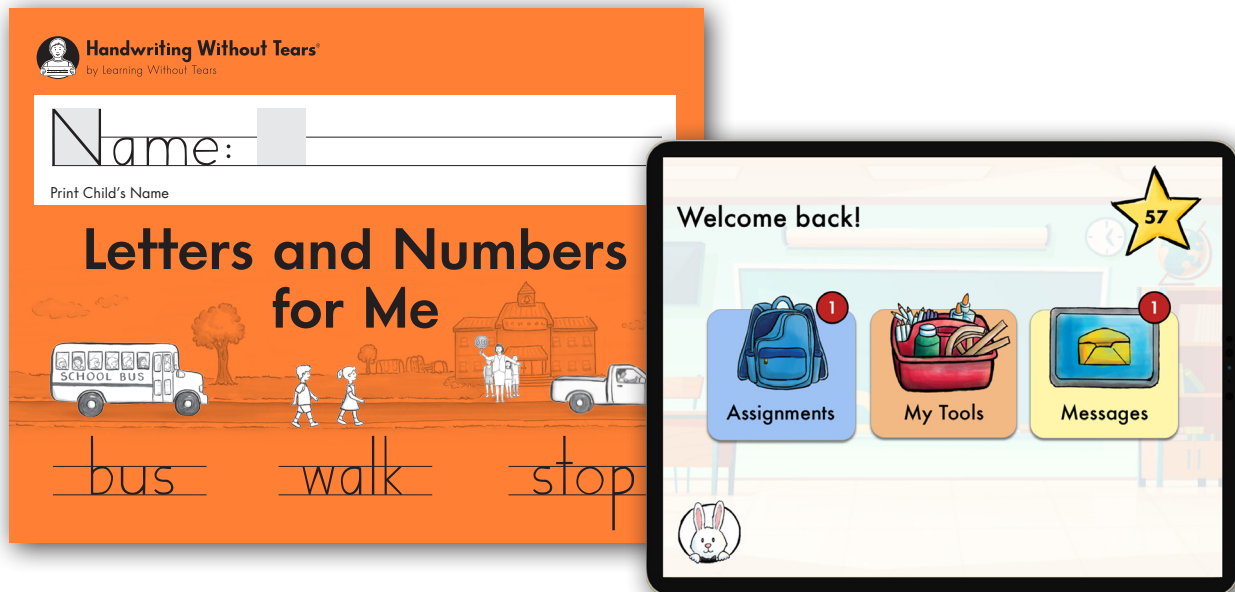 Handwriting Without Tears®
by Learning Without Tears
Name:
Print Child's Name
Letters and Numbers
for Me
SCHOOL BUS
bus walk stop
Welcome back!
57
1 1
Assignments My Tools Messages